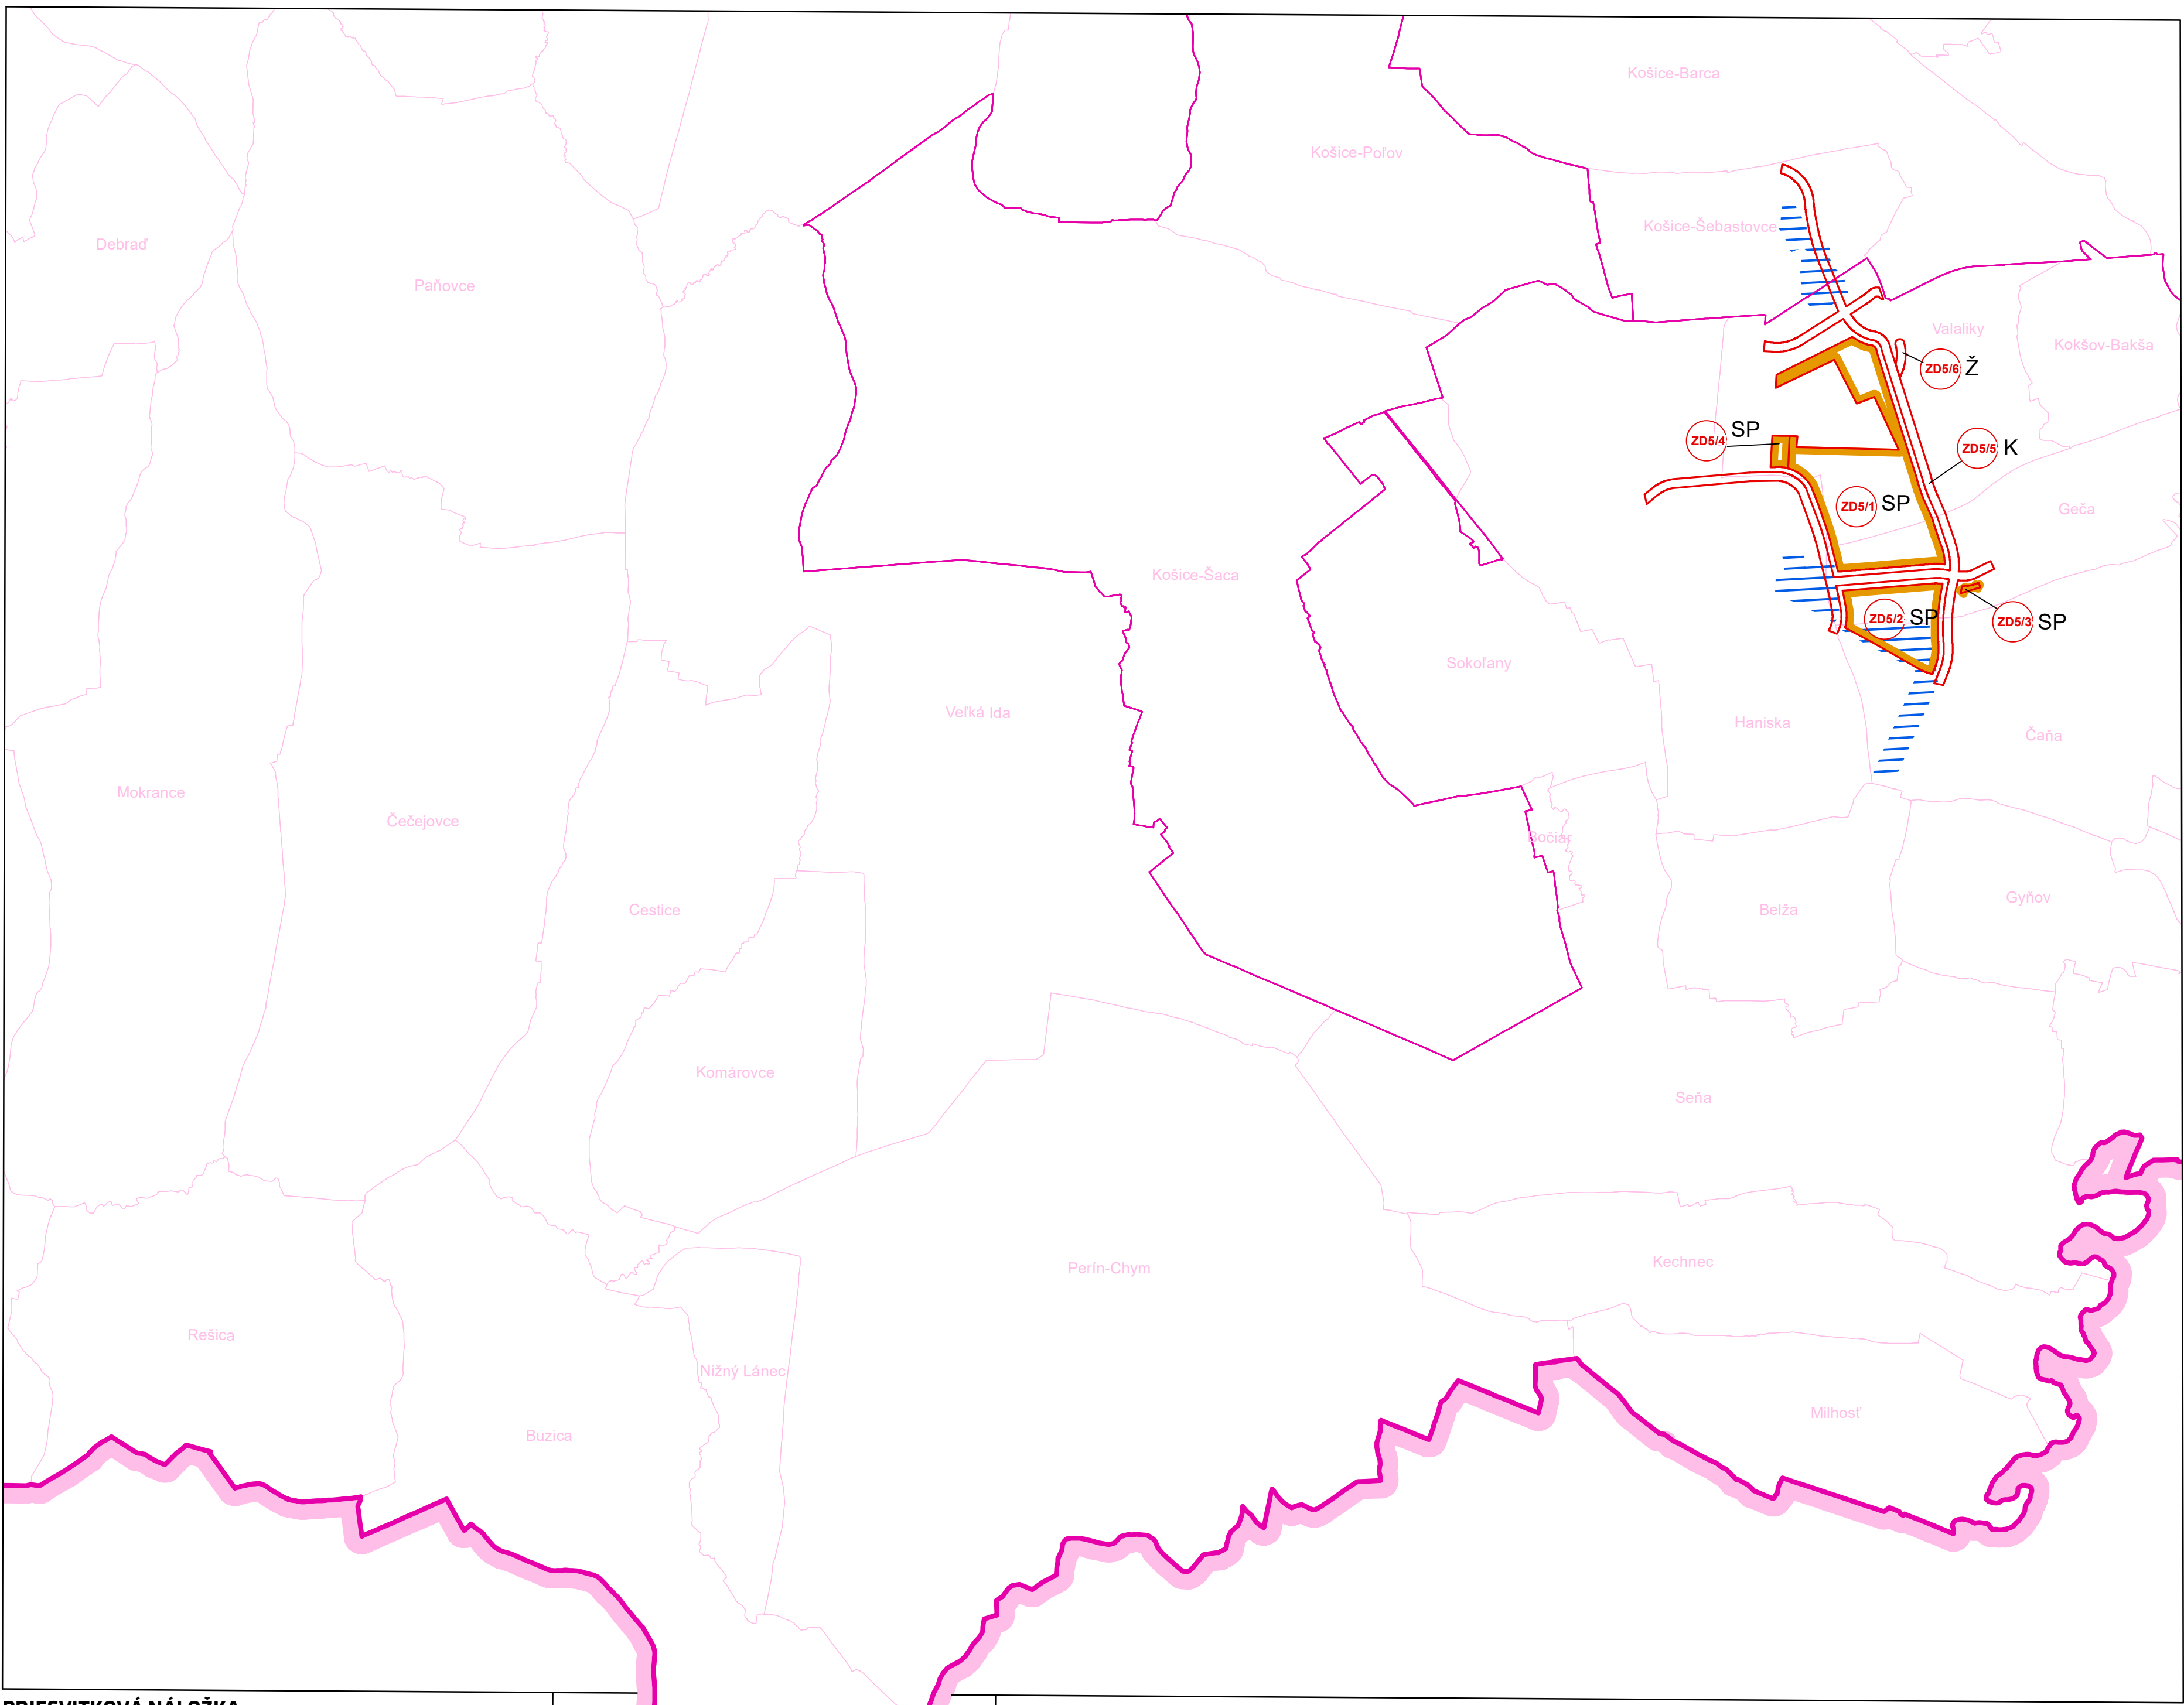 Košice-Barca
Košice-Poľov
Košice-Šebastovce
Debraď
Paňovce
Valaliky
Kokšov-Bakša
ZD5/6 Ž
ZD5/4 SP
ZD5/5 K
ZD5/1 SP
Geča
Košice-Šaca
ZD5/2 SP
ZD5/3 SP
Sokoľany
Veľká Ida
Haniska
Čaňa
Mokrance
Čečejovce
Bočiar
Cestice
Belža
Gyňov
Komárovce
Seňa
Perín-Chym
Kechnec
Rešica
Nižný Lánec
Milhosť
Buzica
PRIESVITKOVÁ NÁLOŽKA